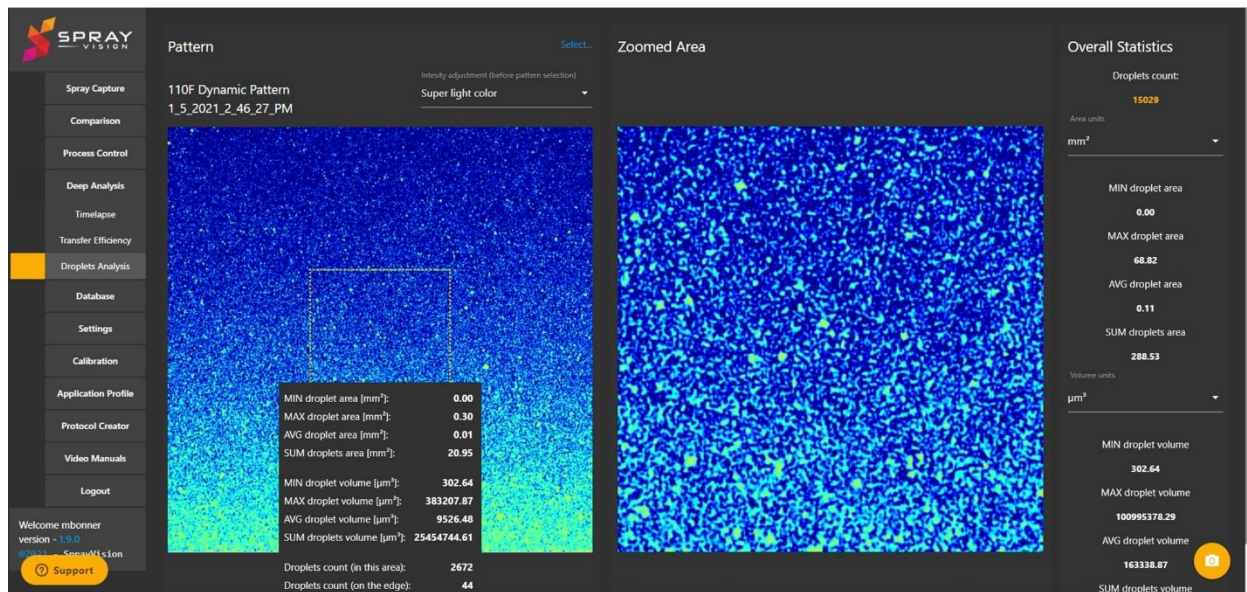 SPRAY
VISION
Spray Capture
Comparison
Process Control
Deep Analysis
Timelapse
Transfer Efficiency
Droplets Analysis
Database
Settings
Calibration
Application Profile
Protocol Creator
Video Manuals
Logout
Welcome mbonner
version - 1.9.0
- SprayVision
Support
Pattern
Select...
110F Dynamic Pattern
1_5_2021_2_46_27_PM
Intesity adjustment (before pattern selection)
Super light color
MIN droplet area [mm²]: 0.00
MAX droplet area [mm²]: 0.30
AVG droplet area [mm²]: 0.01
SUM droplets area [mm²]: 20.95
MIN droplet volume [µm³]: 302.64
MAX droplet volume [µm³]: 383207.87
AVG droplet volume [µm³]: 9526.48
SUM droplets volume [µm³]: 25454744.61
Droplets count (in this area): 2672
Droplets count (on the edge): 44
Zoomed Area
Overall Statistics
Droplets count:
15029
Area units
mm²
MIN droplet area
0.00
MAX droplet area
68.82
AVG droplet area
0.11
SUM droplets area
288.53
Volume units
µm³
MIN droplet volume
302.64
MAX droplet volume
100995378.29
AVG droplet volume
163338.87
SUM droplets volume